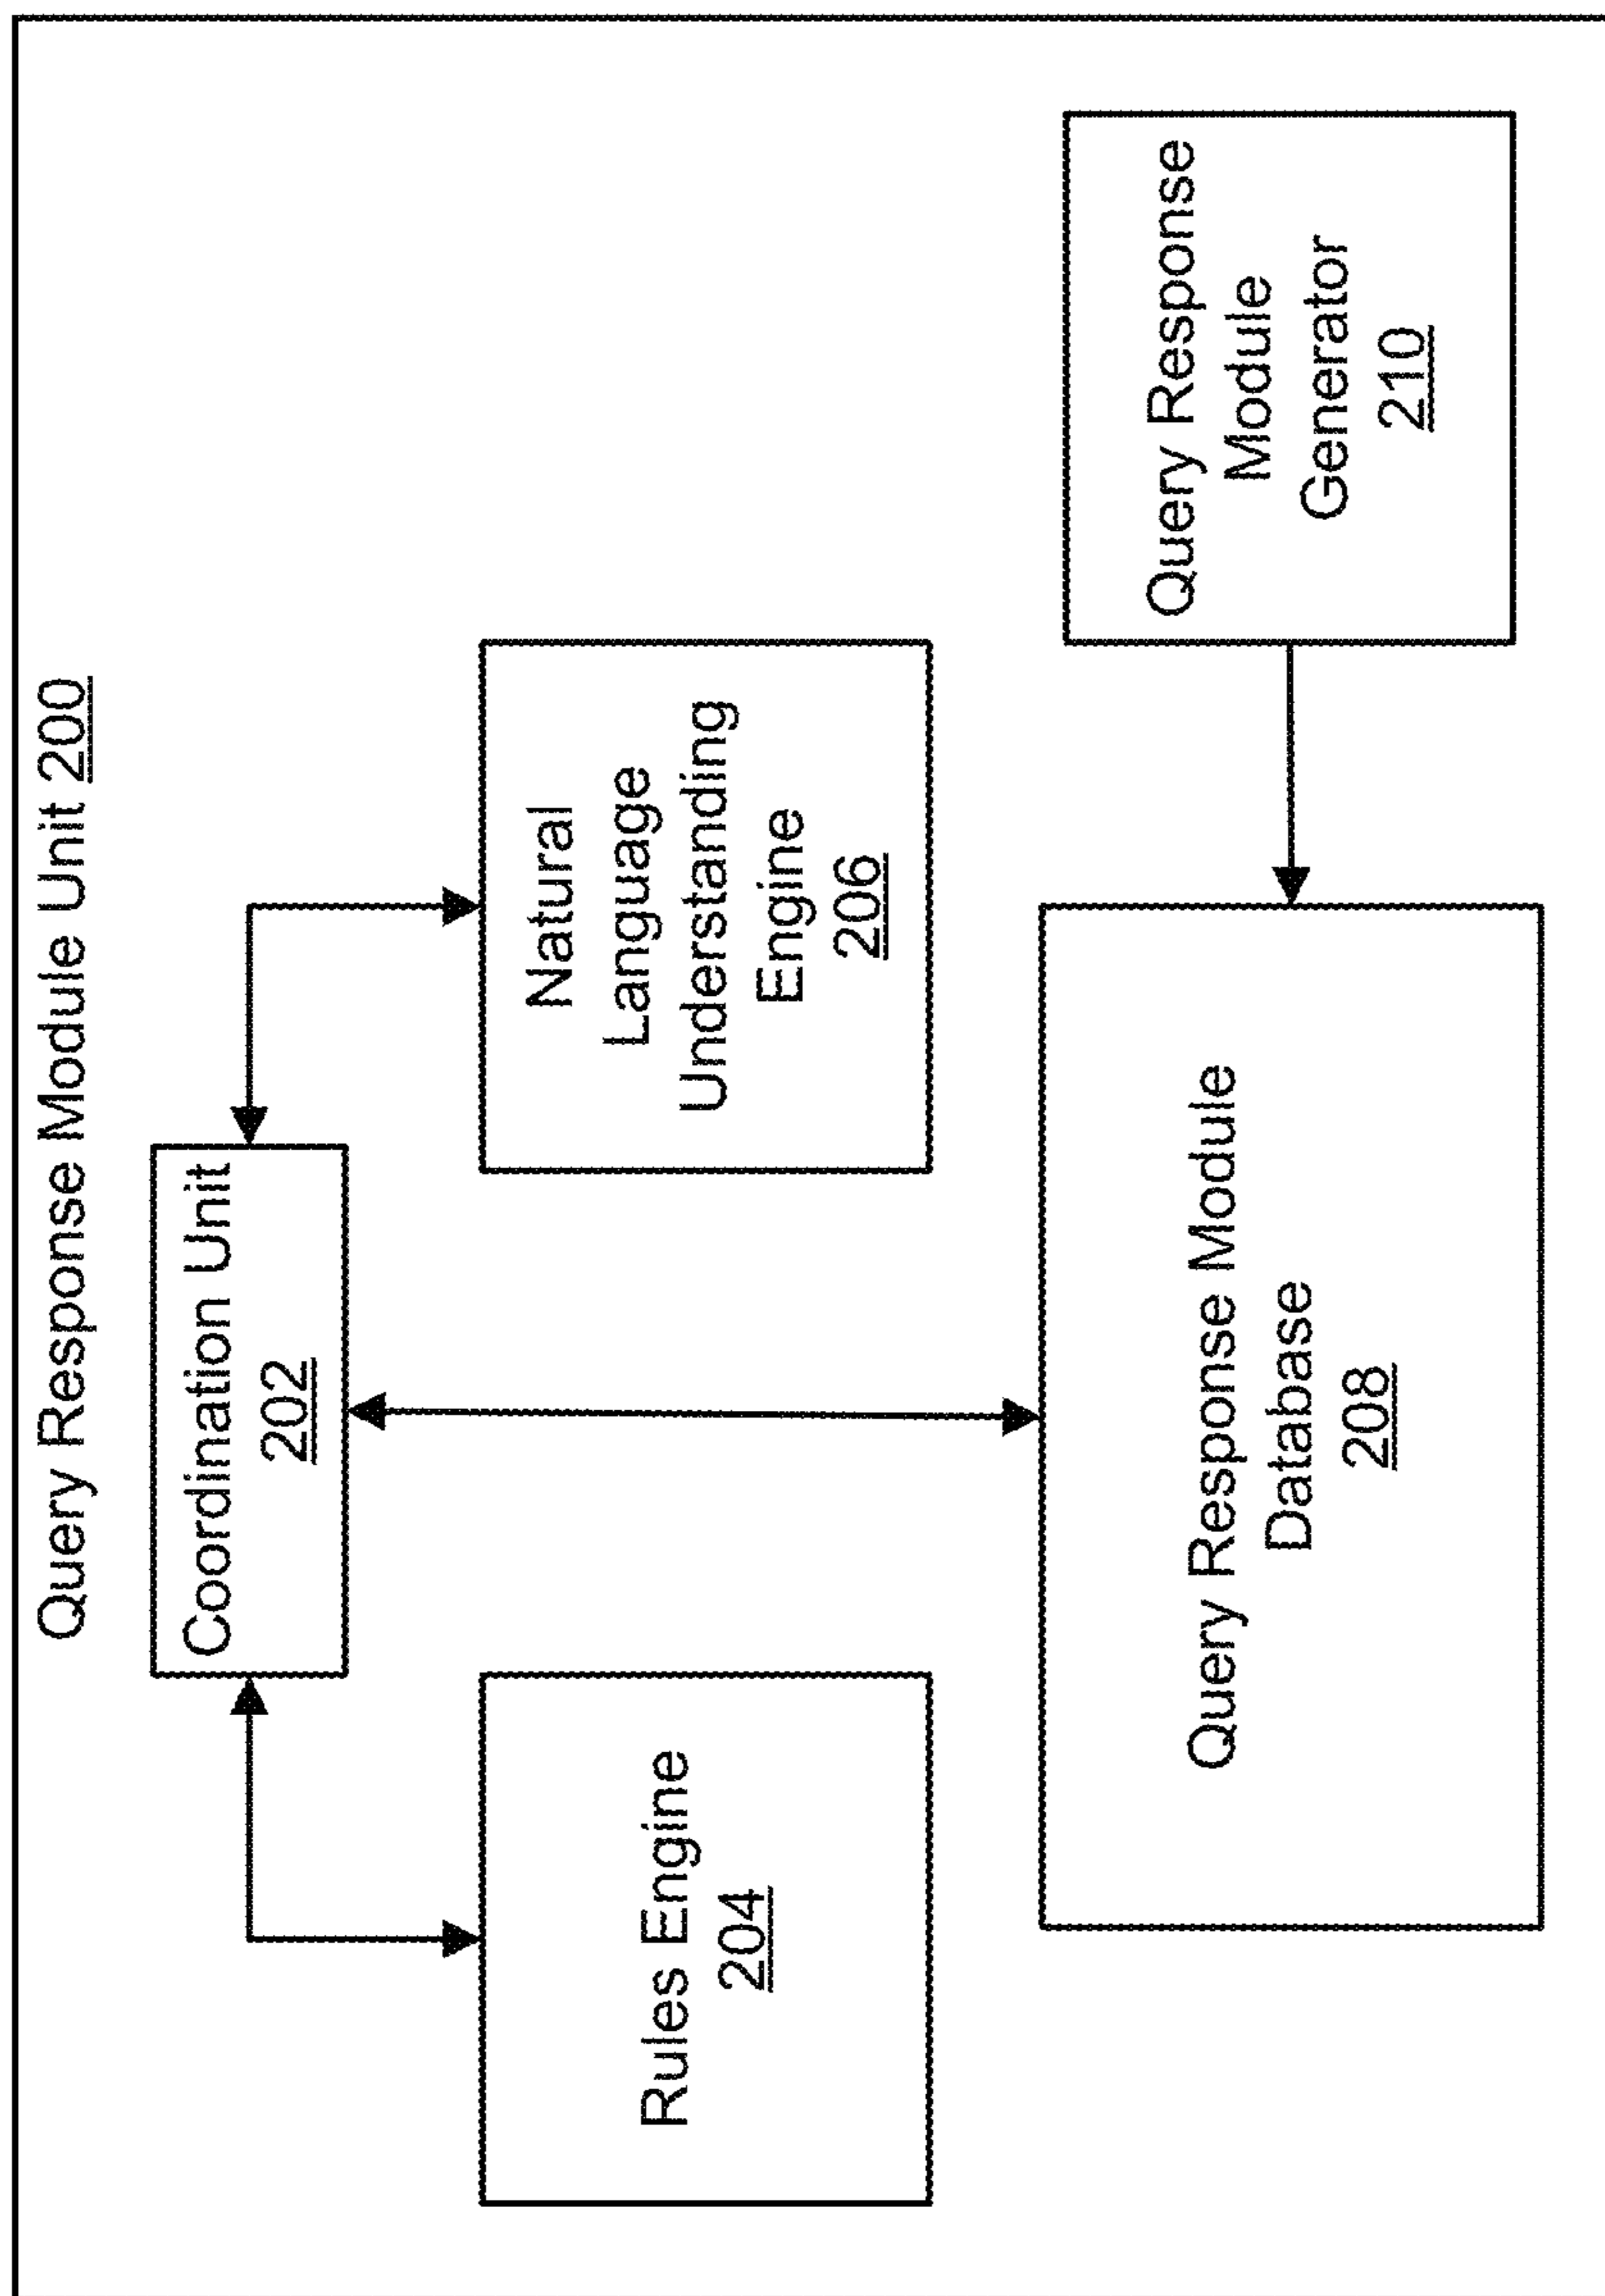 Query Response Module Unit 200
Coordination Unit
202
Rules Engine
204
Natural
Language
Understanding
Engine
206
Query Response Module
Database
208
Query Response
Module
Generator
210